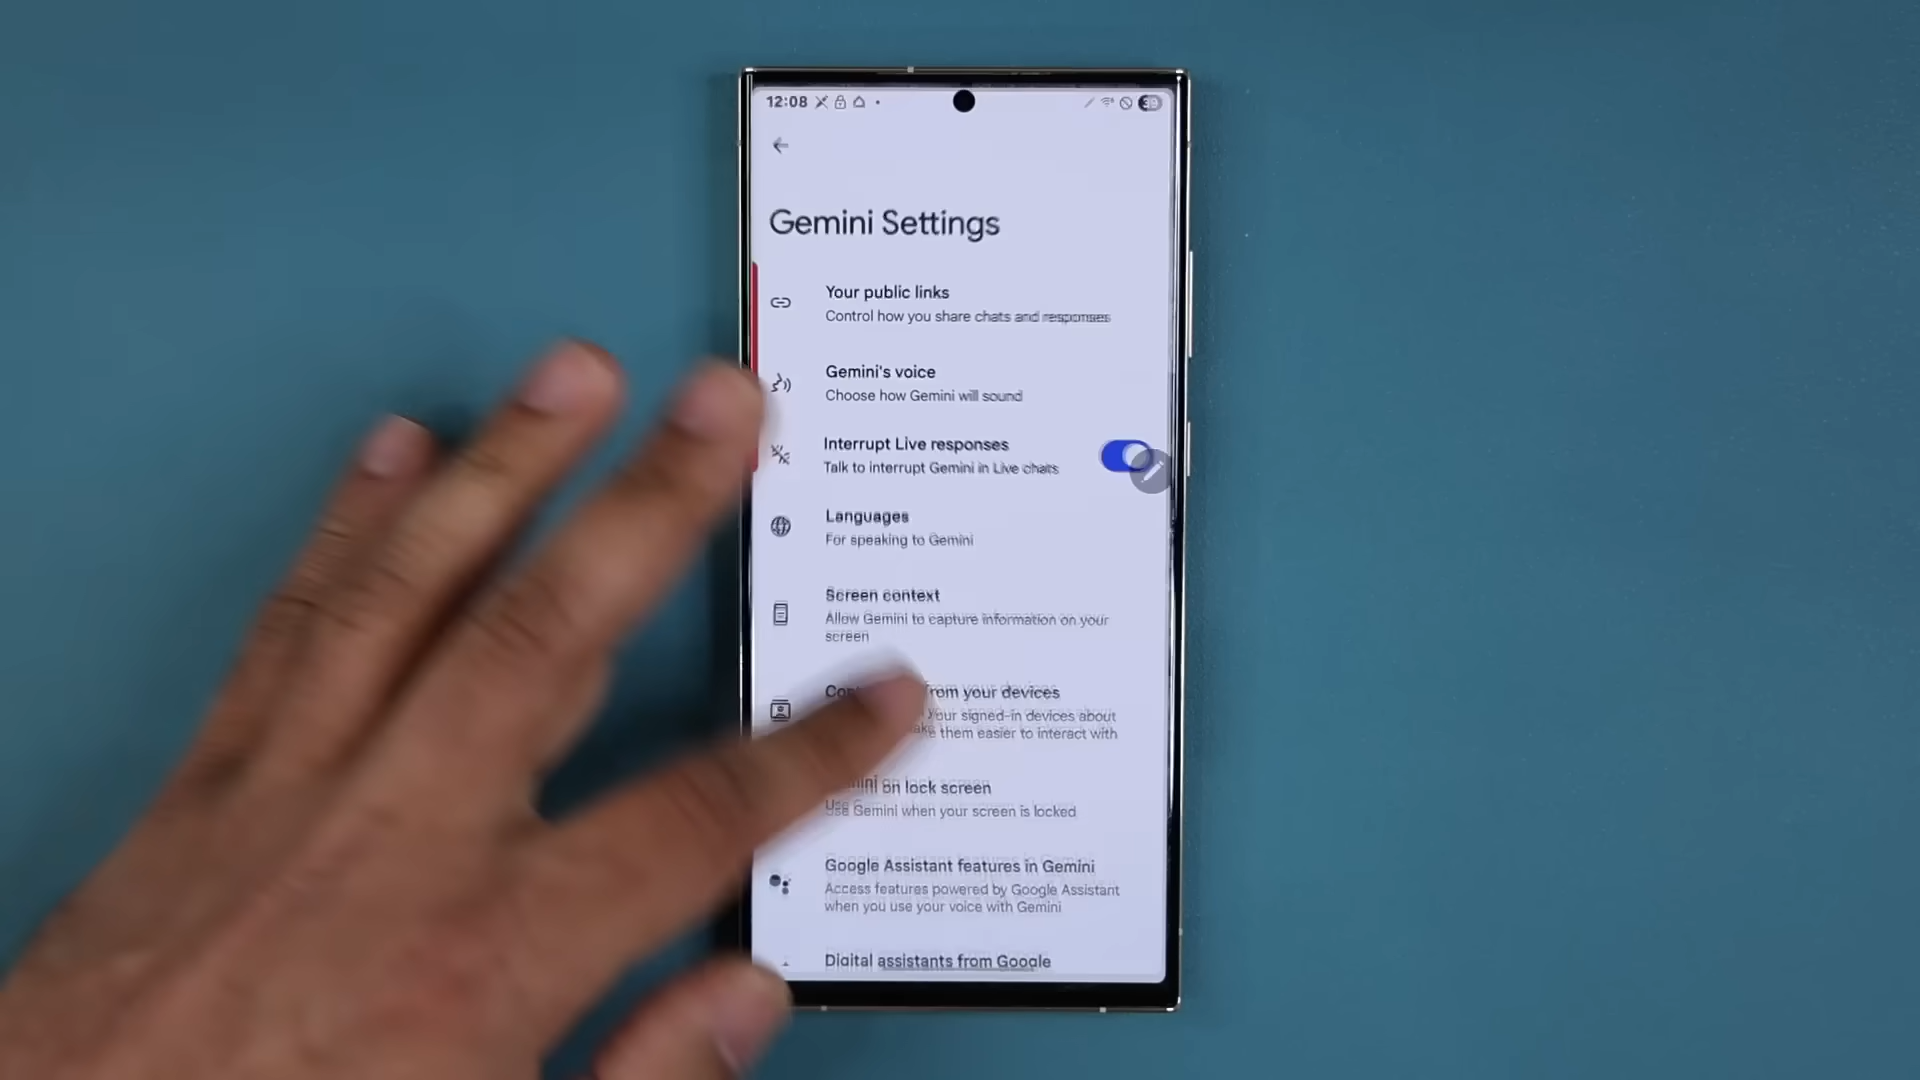 12:08
39
Gemini Settings
Your public links
Control how you share chats and responses
Gemini's voice
Choose how Gemini will sound
Interrupt Live responses
Talk to interrupt Gemini in Live chats
Languages
For speaking to Gemini
Screen context
Allow Gemini to capture information on your
screen
from your devices
your signed-in devices about
them easier to interact with
on lock screen
Use Gemini when your screen is locked
Google Assistant features in Gemini
Access features powered by Google Assistant
when you use your voice with Gemini
Digital assistants from Google